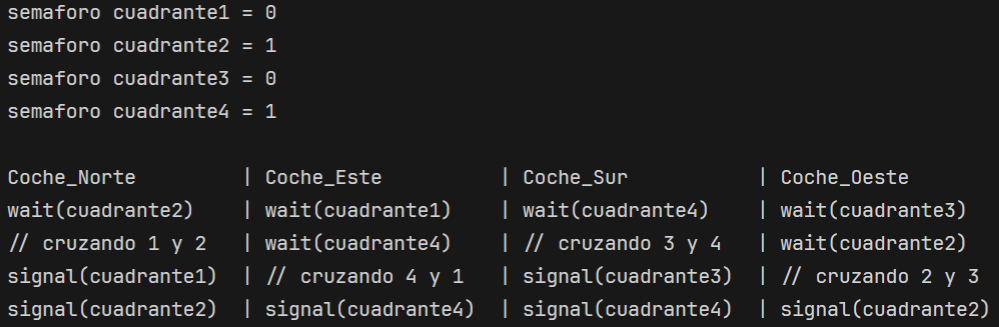 semaforo cuadrante1 = 0
semaforo cuadrante2 = 1
semaforo cuadrante3 = 0
semaforo cuadrante4 = 1
Coche_Norte | Coche_Este | Coche_Sur | Coche_Oeste
wait(cuadrante2) | wait(cuadrante1) | wait(cuadrante4) | wait(cuadrante3)
// cruzando 1 y 2 | wait(cuadrante4) | // cruzando 3 y 4 | wait(cuadrante2)
signal(cuadrante1) | // cruzando 4 y 1 | signal(cuadrante3) | // cruzando 2 y 3
signal(cuadrante2) | signal(cuadrante4) | signal(cuadrante4) | signal(cuadrante2)